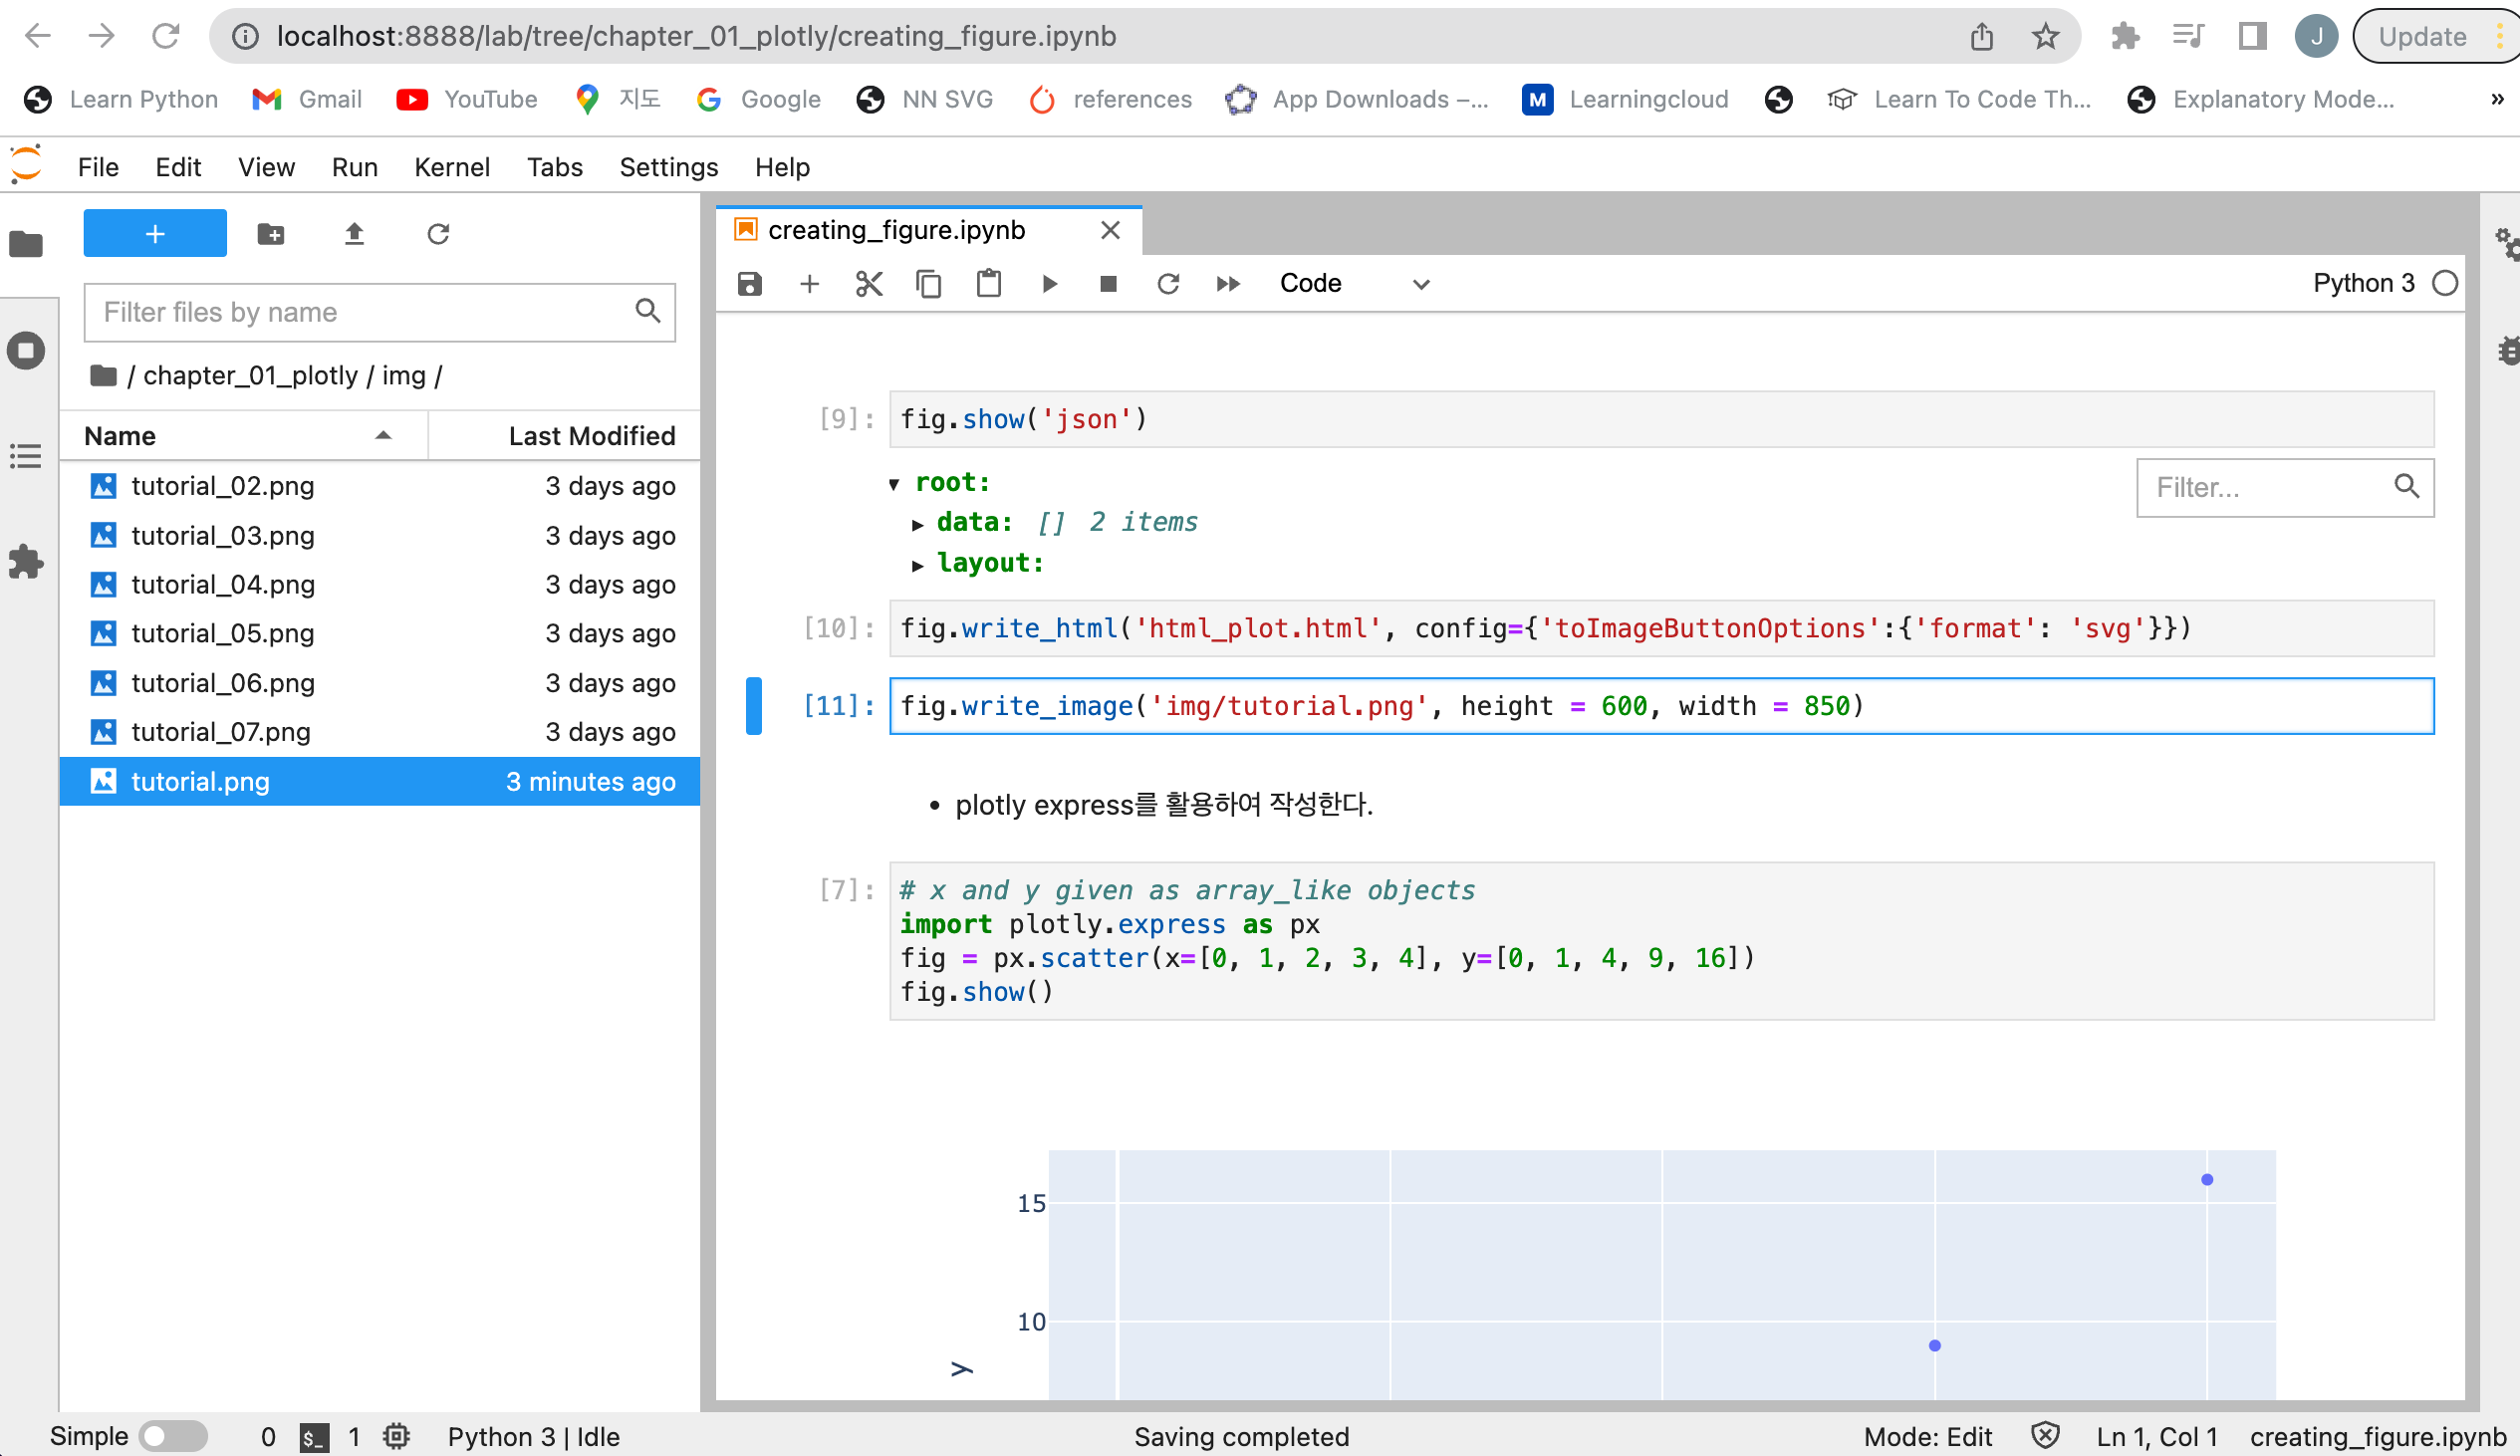 localhost:8888/lab/tree/chapter_01_plotly/creating_figure.ipynb
J
Update
Learn Python Gmail YouTube 지도 Google NN SVG references App Downloads –... M Learningcloud Learn To Code Th... Explanatory Mode... »
File Edit View Run Kernel Tabs Settings Help
creating_figure.ipynb
Code
Python 3
Filter files by name
/ chapter_01_plotly / img /
Name Last Modified
tutorial_02.png 3 days ago
tutorial_03.png 3 days ago
tutorial_04.png 3 days ago
tutorial_05.png 3 days ago
tutorial_06.png 3 days ago
tutorial_07.png 3 days ago
tutorial.png 3 minutes ago
[9]: fig.show('json')
root:
Filter...
data: [] 2 items
layout:
[10]: fig.write_html('html_plot.html', config={'toImageButtonOptions':{'format': 'svg'}})
[11]: fig.write_image('img/tutorial.png', height = 600, width = 850)
• plotly express를 활용하여 작성한다.
[7]: # x and y given as array_like objects
import plotly.express as px
fig = px.scatter(x=[0, 1, 2, 3, 4], y=[0, 1, 4, 9, 16])
fig.show()
15
10
y
Simple 0 $_ 1 Python 3 | Idle Saving completed Mode: Edit Ln 1, Col 1 creating_figure.ipynb